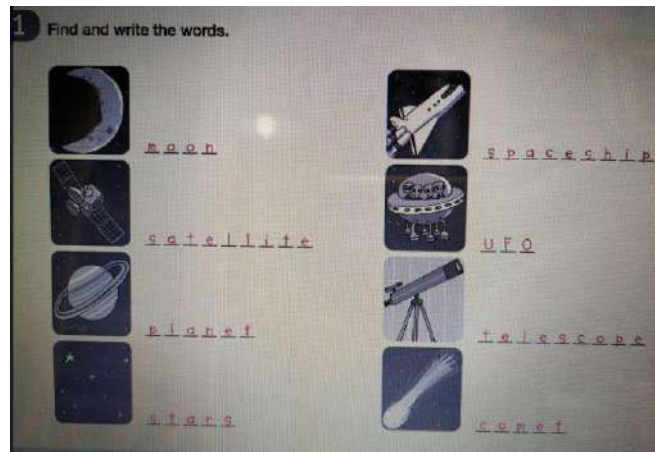 1 Find and write the words.
moon
spaceship
satellite
UFO
planet
telescope
stars
comet